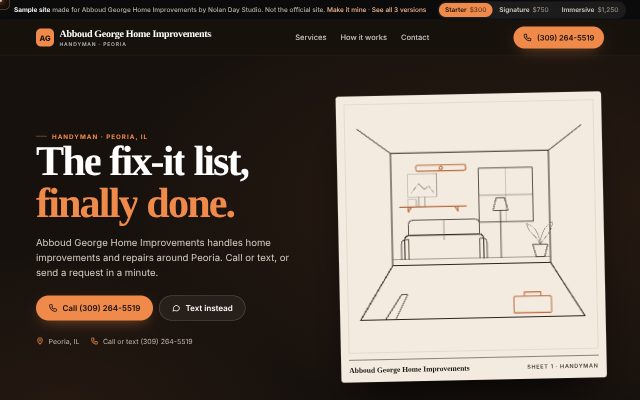 Sample site made for Abboud George Home Improvements by Nolan Day Studio. Not the official site. Make it mine · See all 3 versions
Starter $300 Signature $750 Immersive $1,250
AG
Abboud George Home Improvements
HANDYMAN · PEORIA
Services How it works Contact
(309) 264-5519
HANDYMAN · PEORIA, IL
The fix-it list,
finally done.
Abboud George Home Improvements handles home
improvements and repairs around Peoria. Call or text, or
send a request in a minute.
Call (309) 264-5519
Text instead
Peoria, IL
Call or text (309) 264-5519
Abboud George Home Improvements
SHEET 1 · HANDYMAN